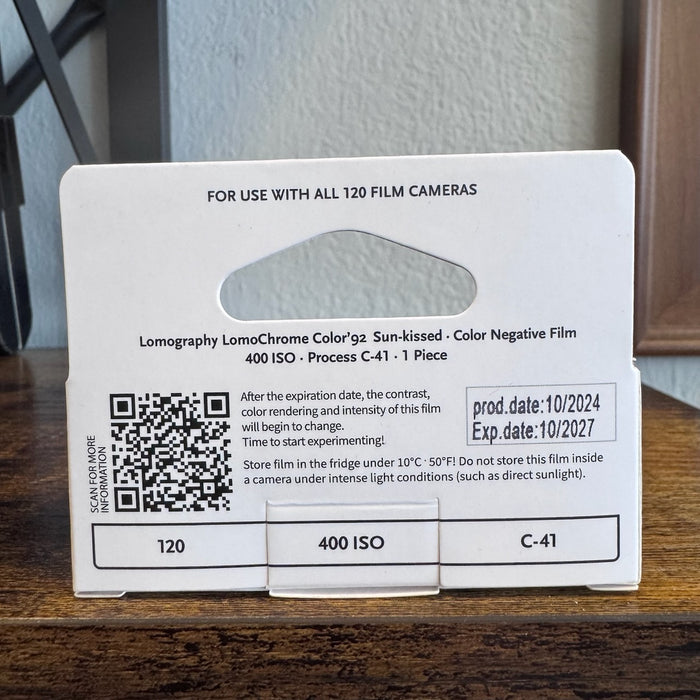 FOR USE WITH ALL 120 FILM CAMERAS
Lomography LomoChrome Color'92 Sun-kissed · Color Negative Film
400 ISO · Process C-41 · 1 Piece
SCAN FOR MORE
INFORMATION
After the expiration date, the contrast,
color rendering and intensity of this film
will begin to change.
Time to start experimenting!
prod.date:10/2024
Exp.date:10/2027
Store film in the fridge under 10°C · 50°F! Do not store this film inside
a camera under intense light conditions (such as direct sunlight).
120
400 ISO
C-41